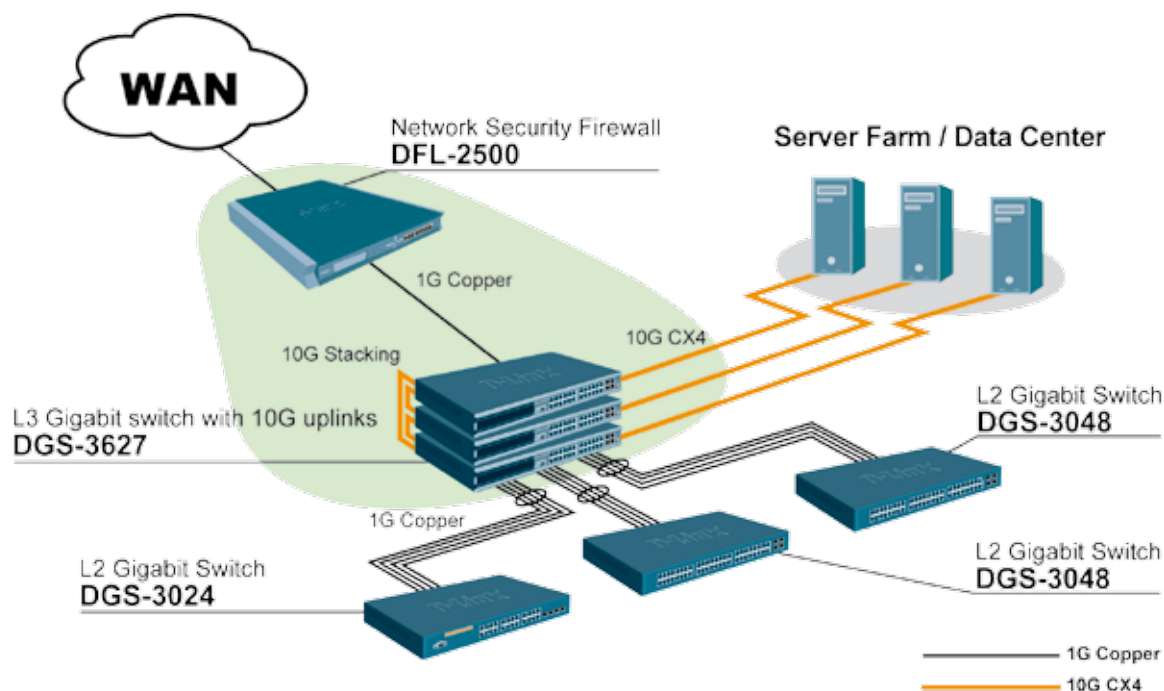 WAN
Network Security Firewall
DFL-2500
Server Farm / Data Center
1G Copper
10G Stacking
10G CX4
L3 Gigabit switch with 10G uplinks
DGS-3627
L2 Gigabit Switch
DGS-3048
1G Copper
L2 Gigabit Switch
DGS-3024
L2 Gigabit Switch
DGS-3048
1G Copper
10G CX4